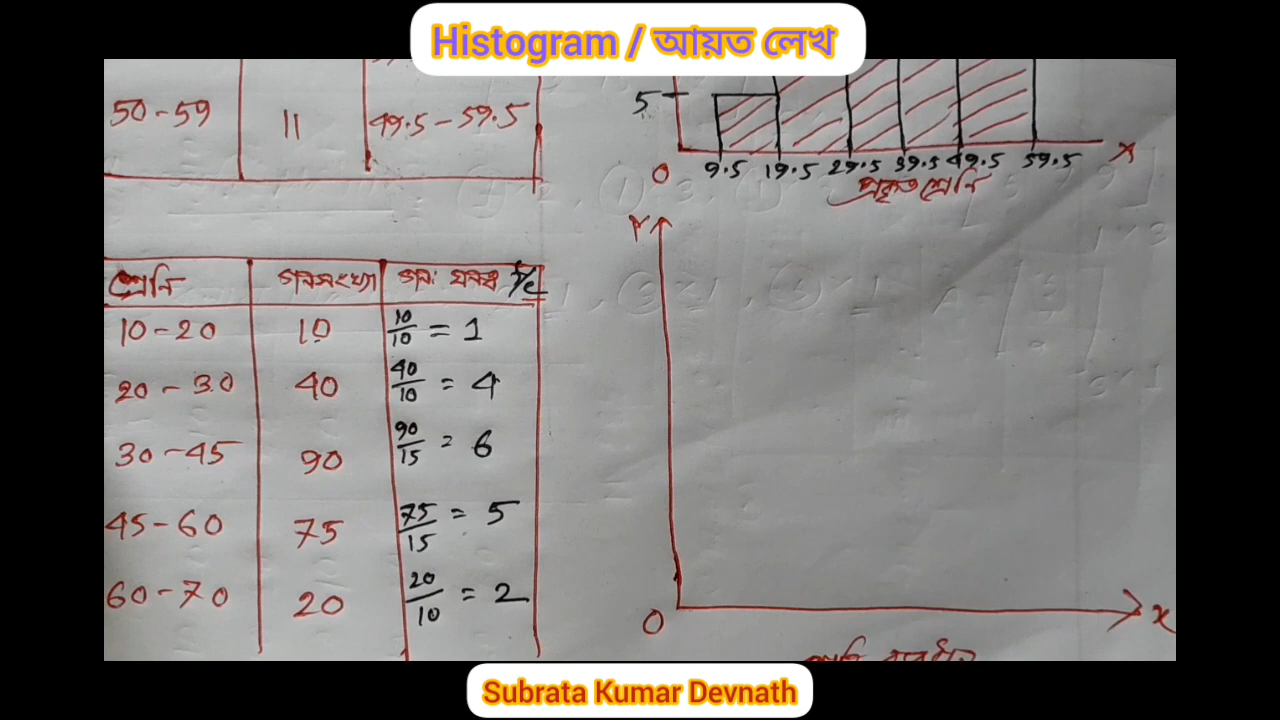 Histogram / আয়ত লেখ
50-59 11 49.5-59.5
5
0 9.5 19.5 29.5 39.5 49.5 59.5 X
প্রকৃত শ্রেনি
Y
শ্রেনি গনসংখ্যা গনঃ ঘনত্ব f/c
10-20 10 10/10 = 1
20-30 40 40/10 = 4
30-45 90 90/15 = 6
45-60 75 75/15 = 5
60-70 20 20/10 = 2
0 x
Subrata Kumar Devnath